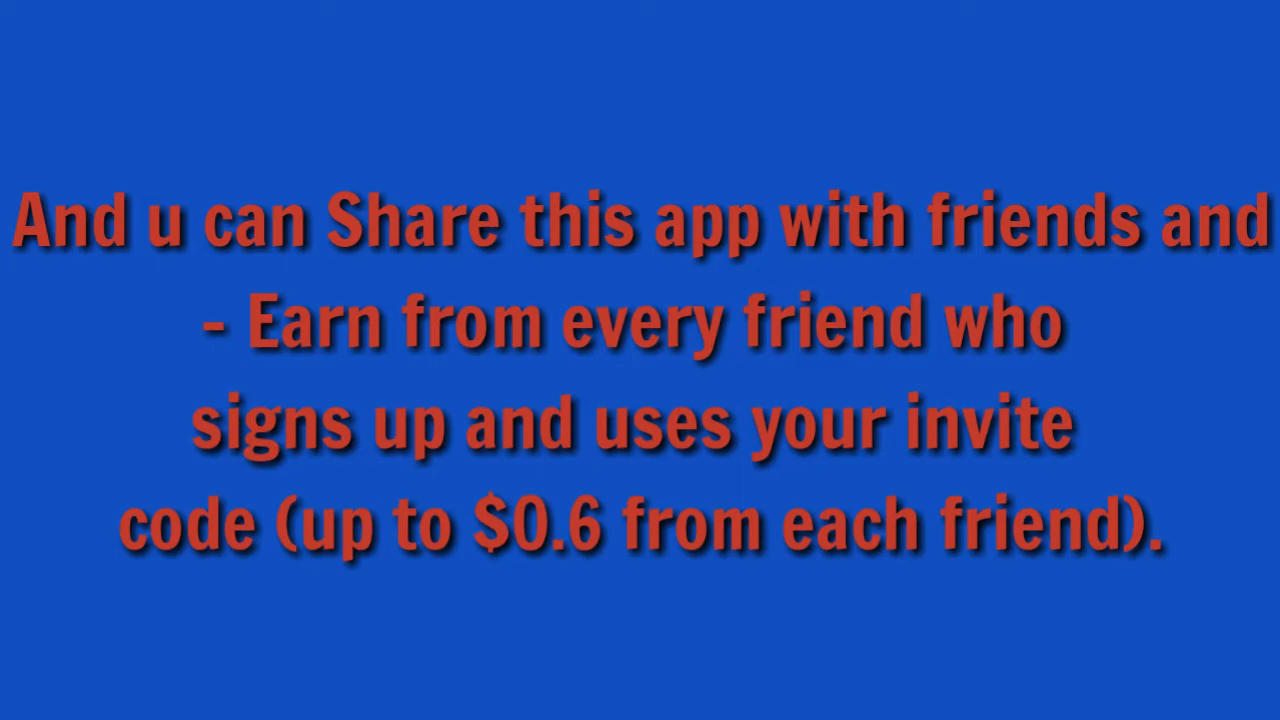 And u can Share this app with friends and
- Earn from every friend who
signs up and uses your invite
code (up to $0.6 from each friend).